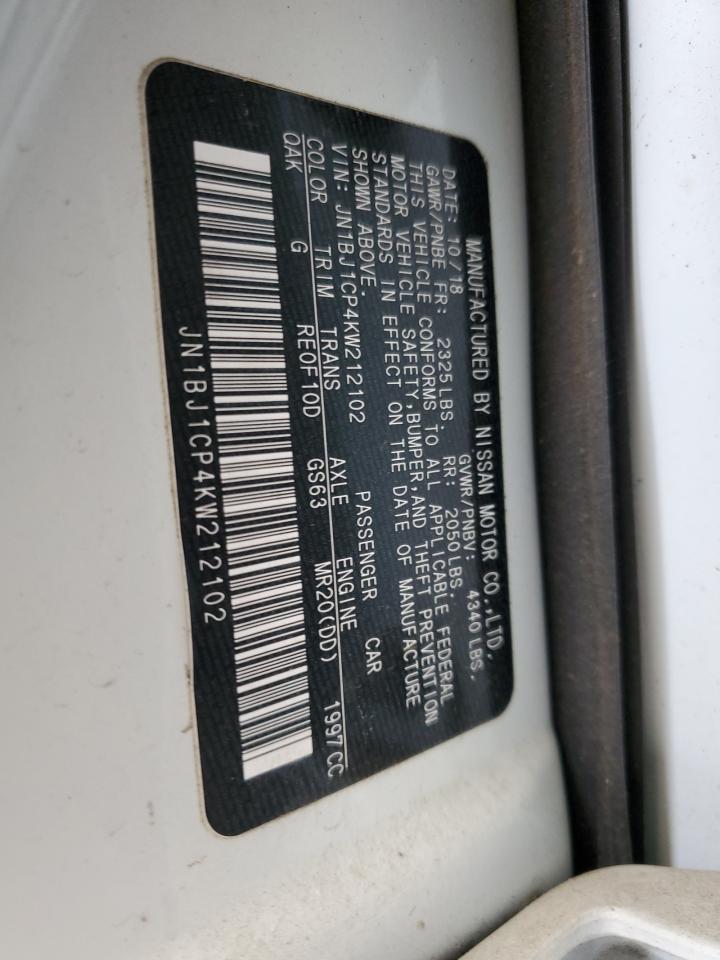 MANUFACTURED BY NISSAN MOTOR CO.,LTD.
DATE: 10/18 GVWR/PNBV: 4340LBS.
GAWR/PNBE FR: 2325LBS. RR: 2050LBS.
THIS VEHICLE CONFORMS TO ALL APPLICABLE FEDERAL
MOTOR VEHICLE SAFETY,BUMPER,AND THEFT PREVENTION
STANDARDS IN EFFECT ON THE DATE OF MANUFACTURE
SHOWN ABOVE.
VIN: JN1BJ1CP4KW212102 PASSENGER CAR
COLOR TRIM TRANS AXLE ENGINE
QAK G RE0F10D GS63 MR20(DD) 1997CC
JN1BJ1CP4KW212102